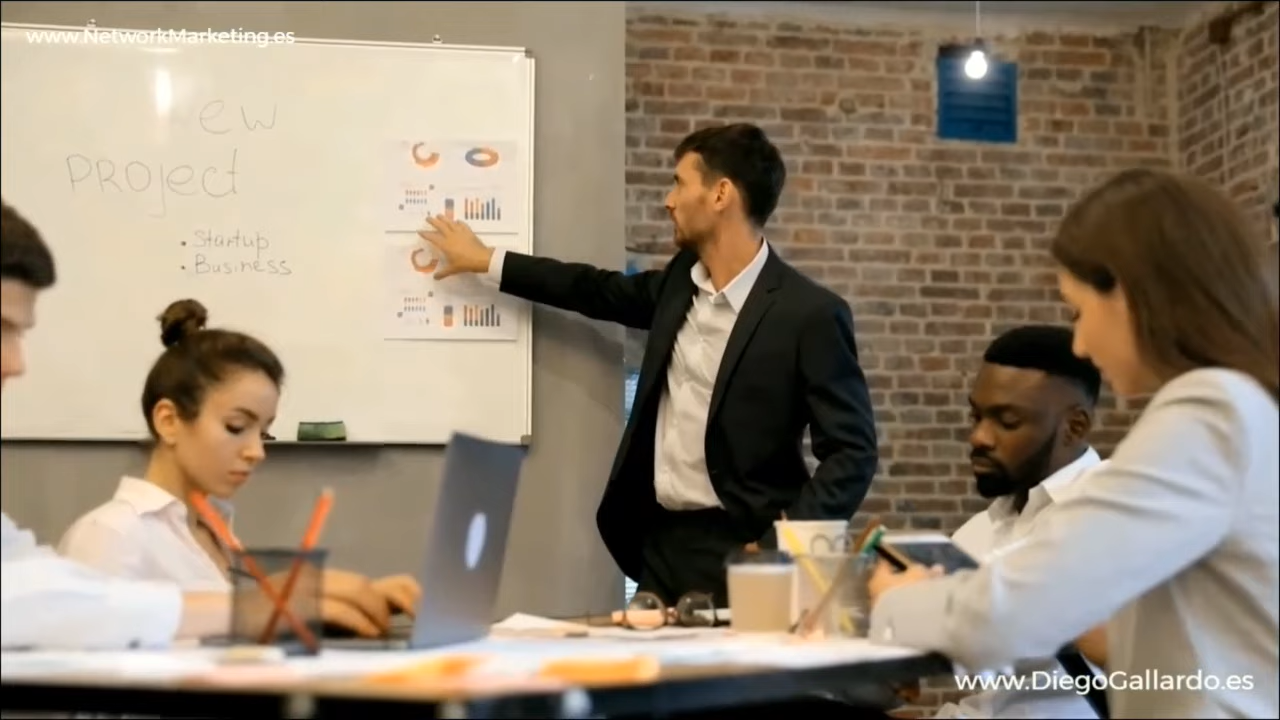 www.NetworkMarketing.es
ew
PROject
• Startup
• Business
www.DiegoGallardo.es